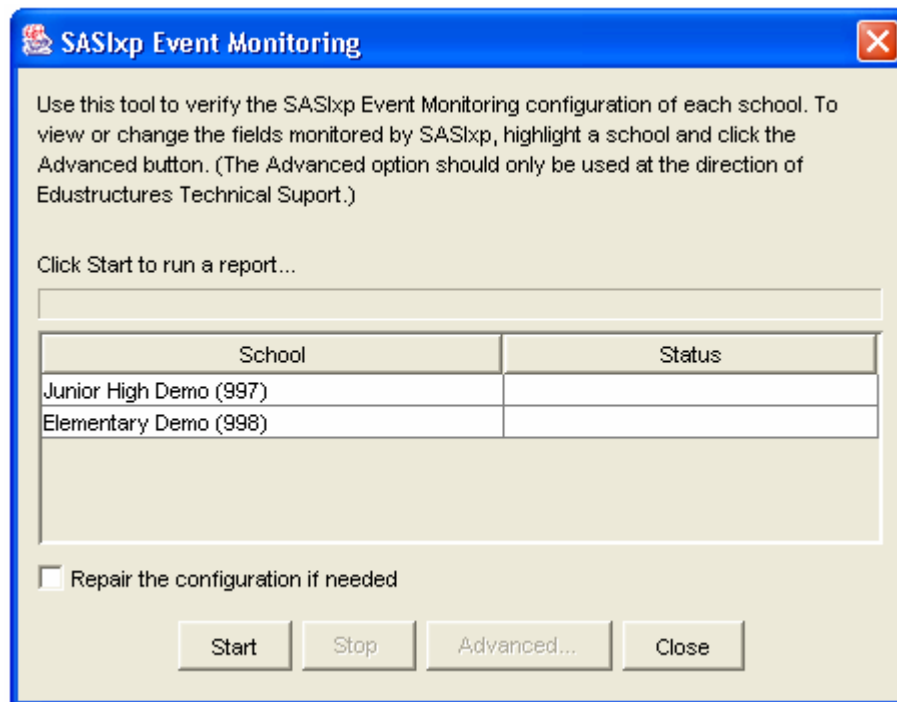 SASIxp Event Monitoring
Use this tool to verify the SASIxp Event Monitoring configuration of each school. To
view or change the fields monitored by SASIxp, highlight a school and click the
Advanced button. (The Advanced option should only be used at the direction of
Edustructures Technical Suport.)
Click Start to run a report...
School Status
Junior High Demo (997)
Elementary Demo (998)
Repair the configuration if needed
Start Stop Advanced... Close